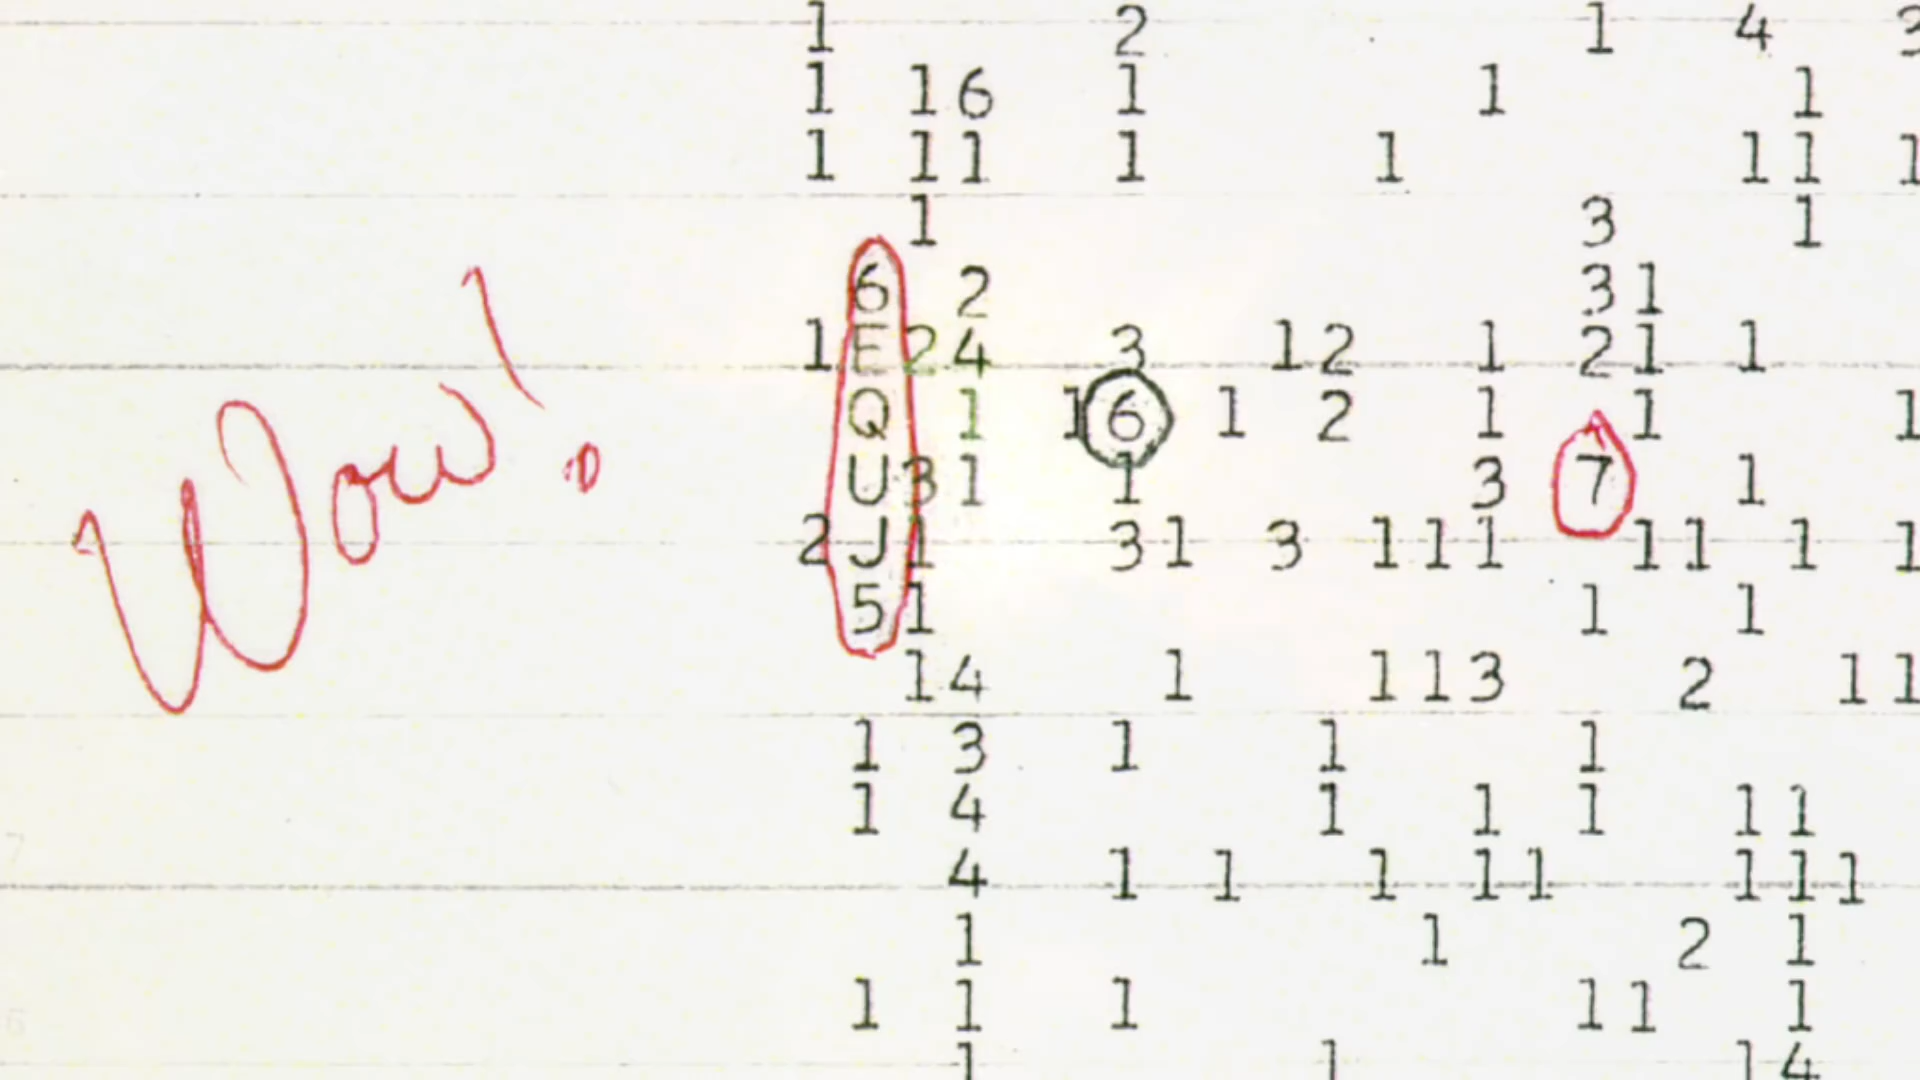 1 2 1 4 3
1 16 1 1 1
1 11 1 1 11 1
1 3 1
6 2 31
1E24 3 12 1 21 1
Q 1 16 1 2 1 1 1
U31 1 3 7 1
2J1 31 3 111 11 1 1
51 1 1
Wow!
14 1 113 2 11
1 3 1 1 1
1 4 1 1 1 11
4 1 1 1 11 111
1 1 2 1
1 1 1 11 1
1 1 14